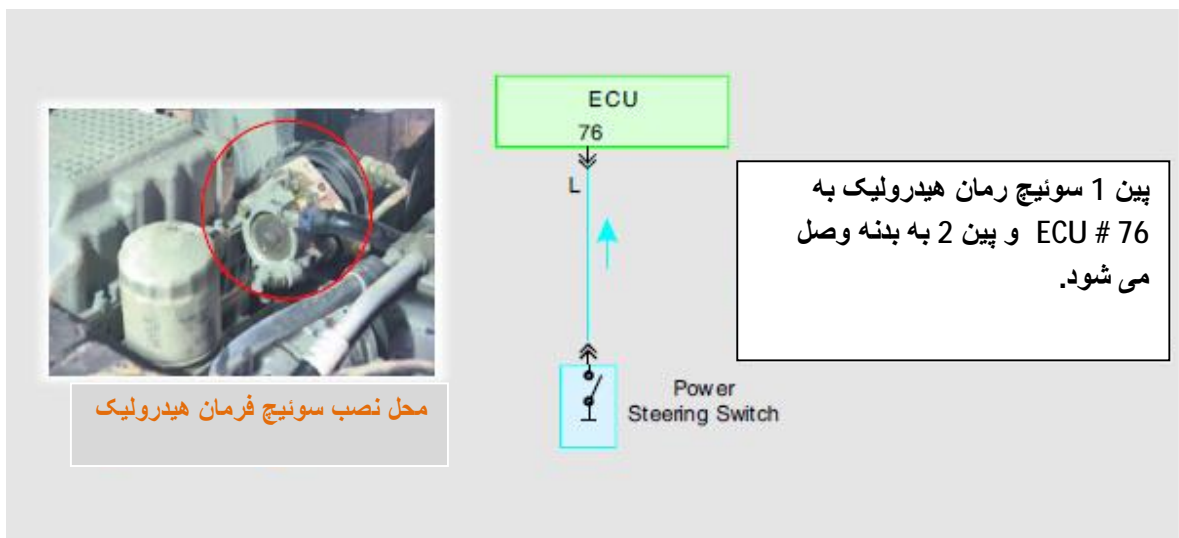 ECU
76
L
Power
Steering Switch
پین 1 سوئیچ رمان هیدرولیک به
ECU # 76 و پین 2 به بدنه وصل
می شود.
محل نصب سوئیچ فرمان هیدرولیک